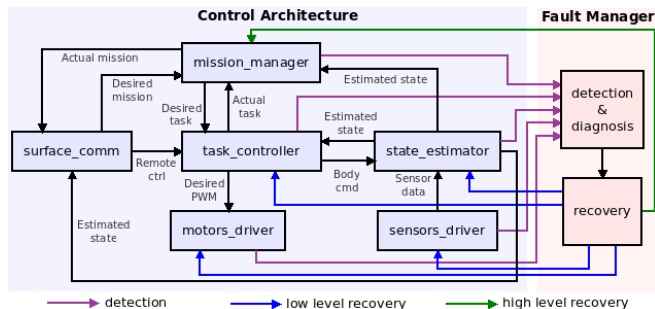 Control Architecture
Fault Manager
Actual mission
mission_manager
Desired
mission
Estimated state
Desired
task
Actual
task
Estimated
state
detection
&
diagnosis
surface_comm
Remote
ctrl
task_controller
Body
cmd
state_estimator
Desired
PWM
Sensor
data
Estimated
state
motors_driver
sensors_driver
recovery
detection
low level recovery
high level recovery